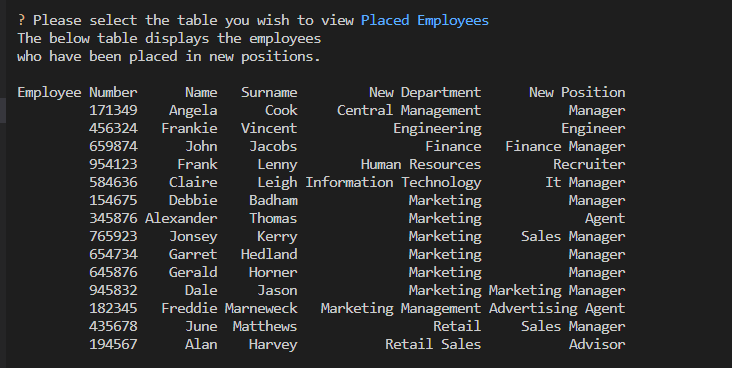 ? Please select the table you wish to view Placed Employees
The below table displays the employees
who have been placed in new positions.
Employee Number Name Surname New Department New Position
171349 Angela Cook Central Management Manager
456324 Frankie Vincent Engineering Engineer
659874 John Jacobs Finance Finance Manager
954123 Frank Lenny Human Resources Recruiter
584636 Claire Leigh Information Technology It Manager
154675 Debbie Badham Marketing Manager
345876 Alexander Thomas Marketing Agent
765923 Jonsey Kerry Marketing Sales Manager
654734 Garret Hedland Marketing Manager
645876 Gerald Horner Marketing Manager
945832 Dale Jason Marketing Marketing Manager
182345 Freddie Marneweck Marketing Management Advertising Agent
435678 June Matthews Retail Sales Manager
194567 Alan Harvey Retail Sales Advisor